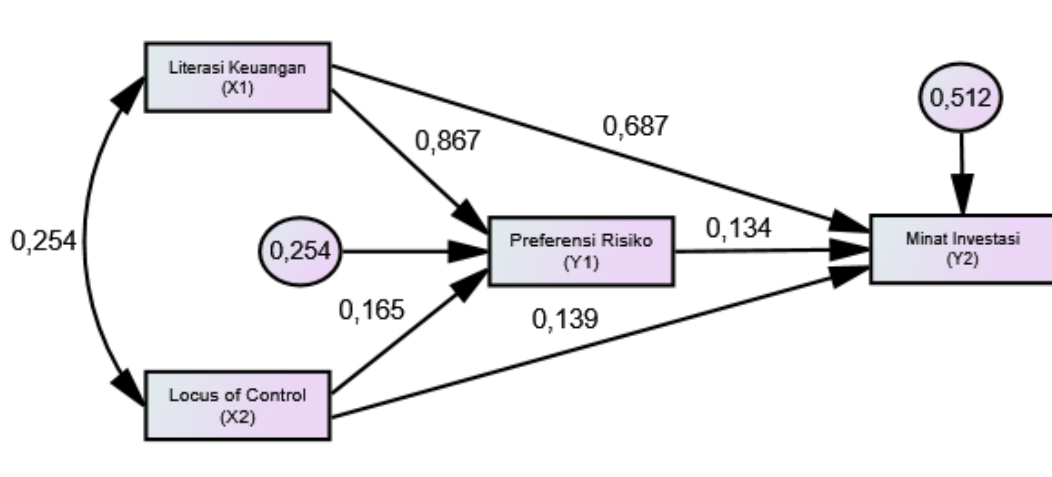 Literasi Keuangan
(X1)
0,512
0,687
0,867
0,254
0,254
Preferensi Risiko
(Y1)
0,134
Minat Investasi
(Y2)
0,165
0,139
Locus of Control
(X2)